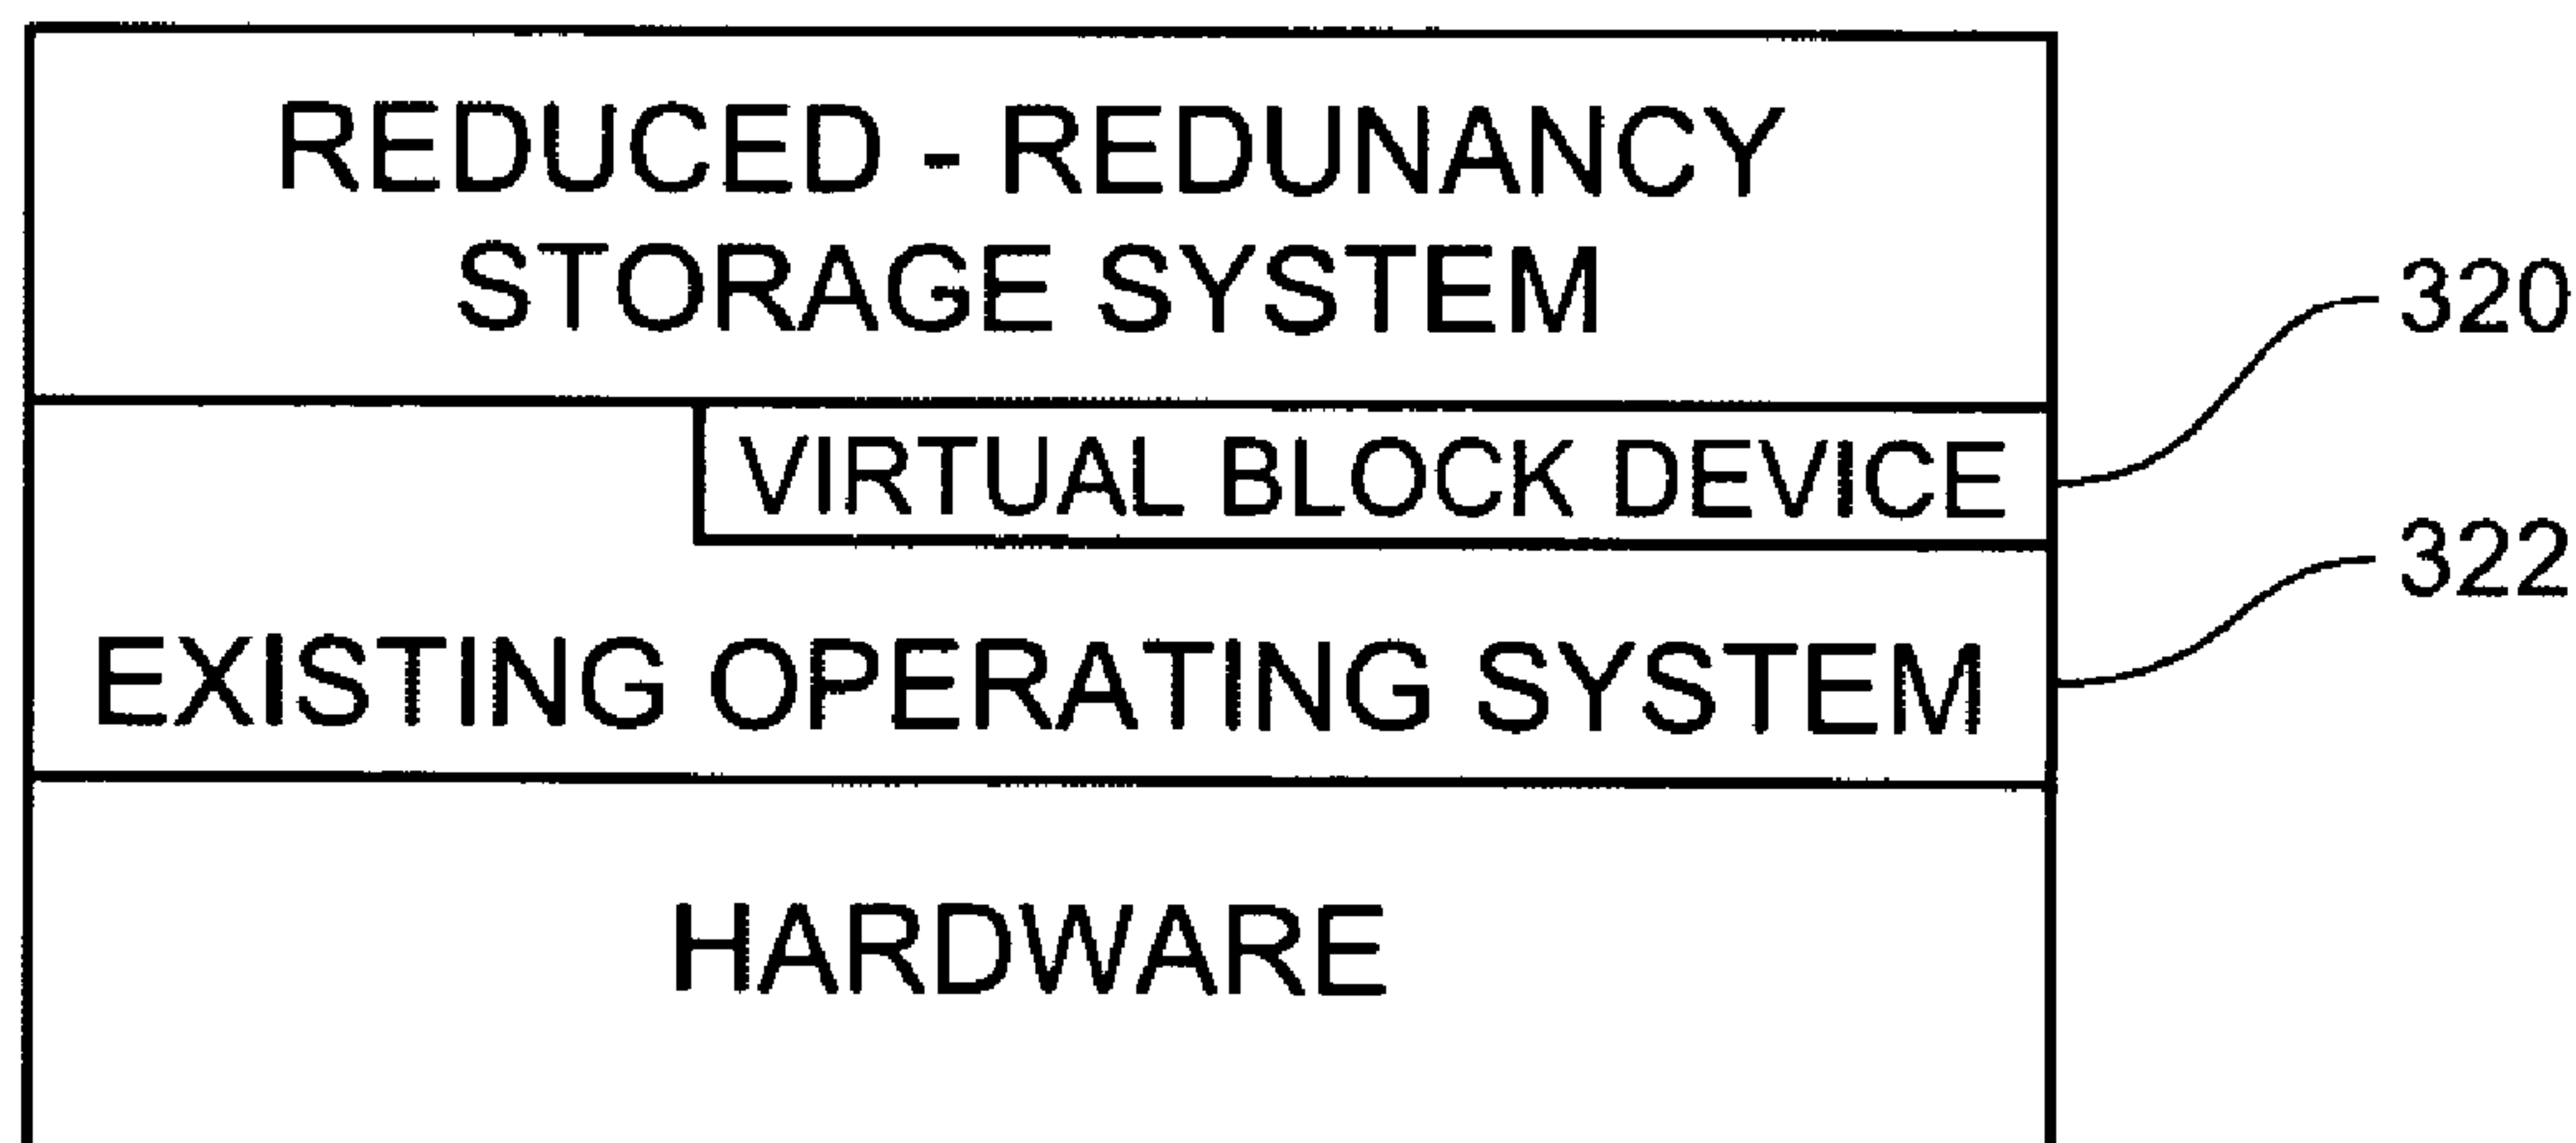 REDUCED - REDUNANCY
STORAGE SYSTEM
320
VIRTUAL BLOCK DEVICE
322
EXISTING OPERATING SYSTEM
HARDWARE